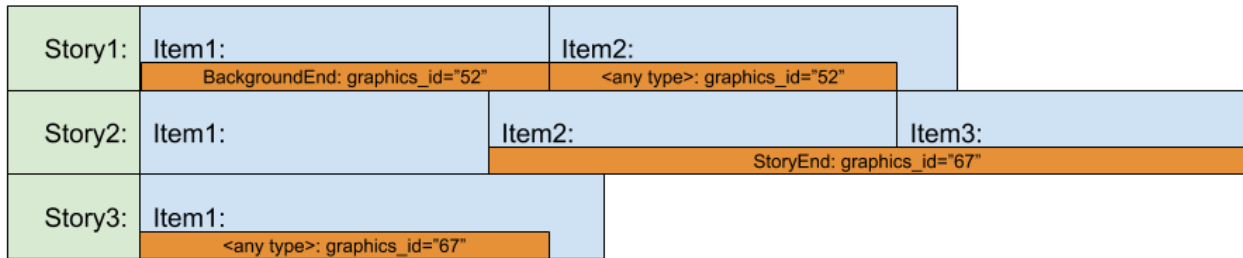 Story1: Item1: Item2:
BackgroundEnd: graphics_id=”52” <any type>: graphics_id=”52”
Story2: Item1: Item2: Item3:
StoryEnd: graphics_id=”67”
Story3: Item1:
<any type>: graphics_id=”67”